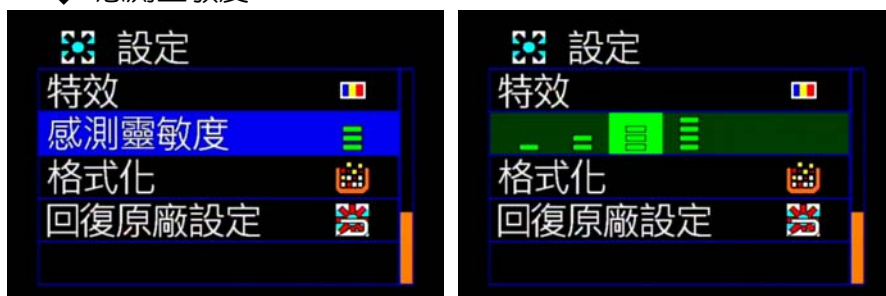 感測靈敏度
設定
特效
感測靈敏度
格式化
回復原廠設定
設定
特效
格式化
回復原廠設定